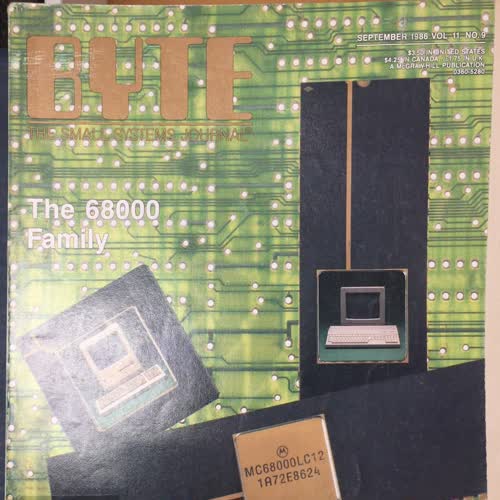 SEPTEMBER 1986 VOL. 11, NO. 9
$3.50 IN UNITED STATES
$4.25 IN CANADA / £1.75 IN U.K.
A McGRAW-HILL PUBLICATION
0360-5280
BYTE
THE SMALL SYSTEMS JOURNAL®
The 68000
Family
MC68000LC12
1A72E8624